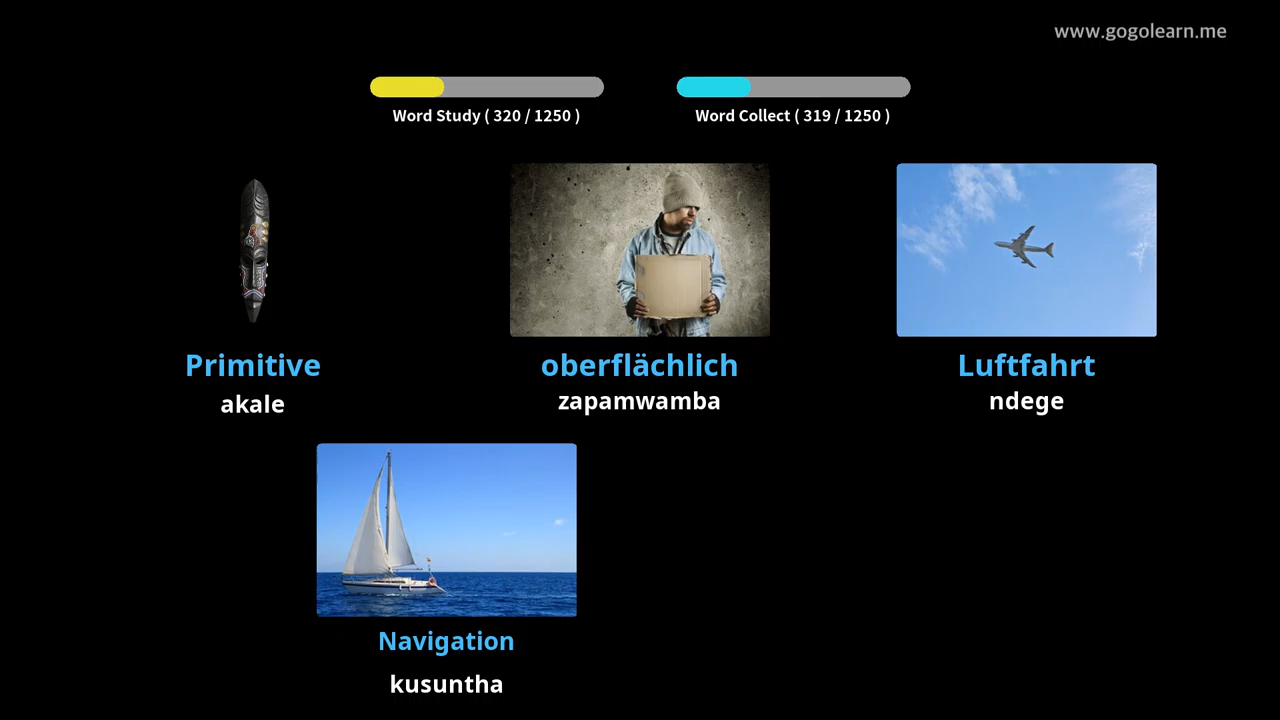 www.gogolearn.me
Word Study ( 320 / 1250 )
Word Collect ( 319 / 1250 )
Primitive
akale
oberflächlich
zapamwamba
Luftfahrt
ndege
Navigation
kusuntha